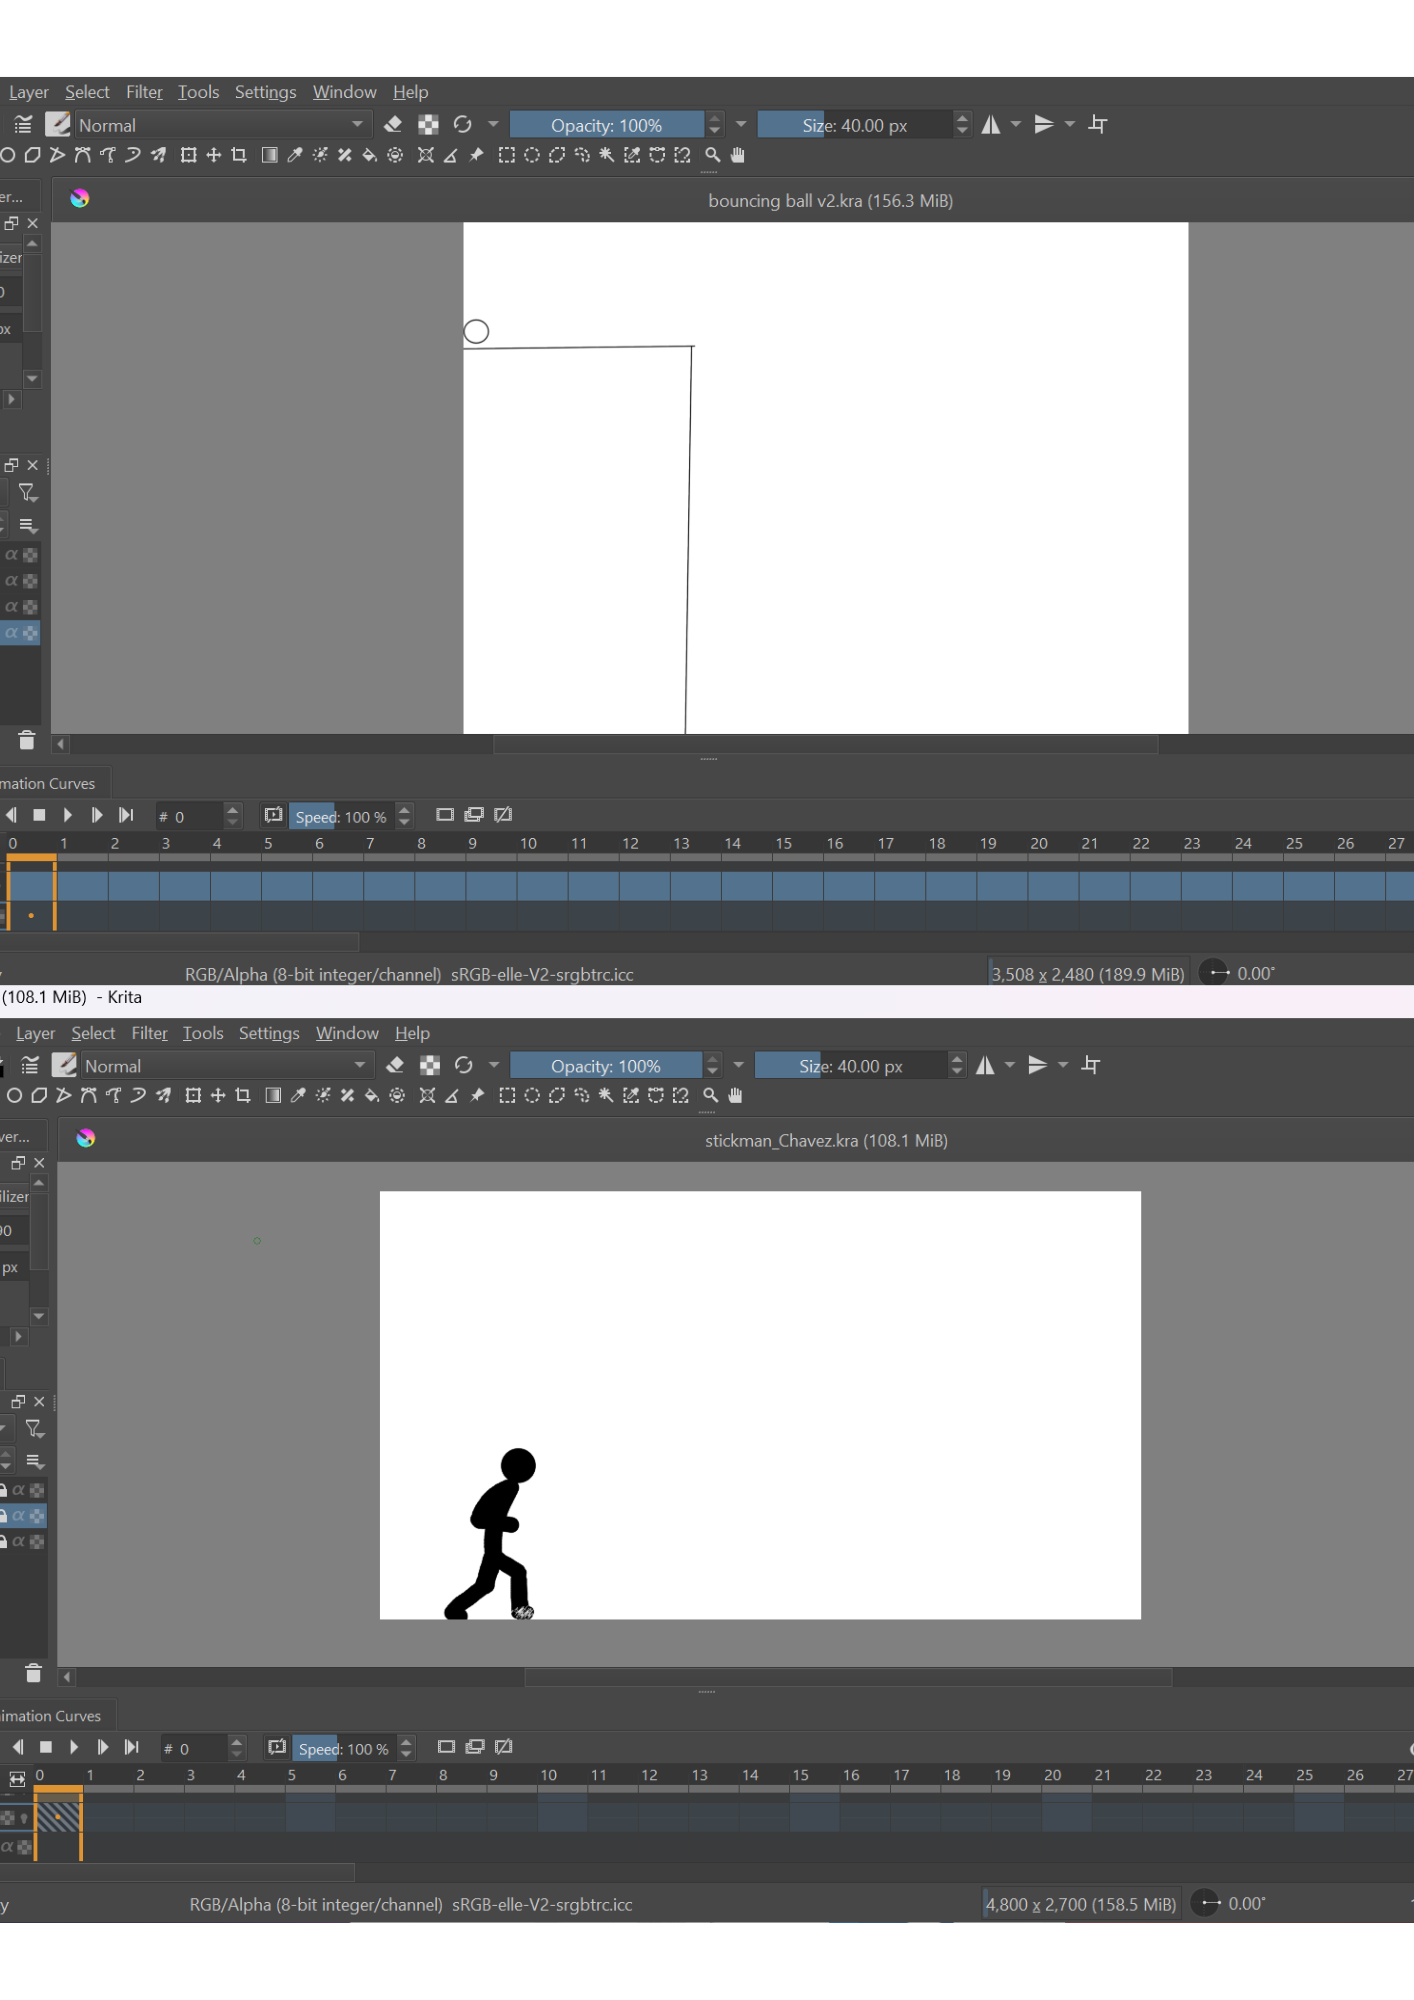 Layer Select Filter Tools Settings Window Help
Normal Opacity: 100% Size: 40.00 px
er...
bouncing ball v2.kra (156.3 MiB)
izer
0
px
α
α
α
α
mation Curves
# 0 Speed: 100 %
0 1 2 3 4 5 6 7 8 9 10 11 12 13 14 15 16 17 18 19 20 21 22 23 24 25 26 27
RGB/Alpha (8-bit integer/channel) sRGB-elle-V2-srgbtrc.icc 3,508 x 2,480 (189.9 MiB) 0.00°
(108.1 MiB) - Krita
Layer Select Filter Tools Settings Window Help
Normal Opacity: 100% Size: 40.00 px
ver...
stickman_Chavez.kra (108.1 MiB)
ilizer
90
px
α
α
α
imation Curves
# 0 Speed: 100 %
0 1 2 3 4 5 6 7 8 9 10 11 12 13 14 15 16 17 18 19 20 21 22 23 24 25 26 27
α
y RGB/Alpha (8-bit integer/channel) sRGB-elle-V2-srgbtrc.icc 4,800 x 2,700 (158.5 MiB) 0.00°